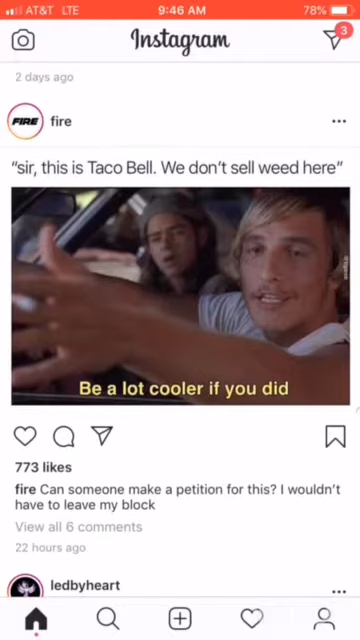 AT&T LTE 9:46 AM 78%
Instagram 3
2 days ago
FIRE fire
"sir, this is Taco Bell. We don't sell weed here"
Be a lot cooler if you did
773 likes
fire Can someone make a petition for this? I wouldn't
have to leave my block
View all 6 comments
22 hours ago
ledbyheart